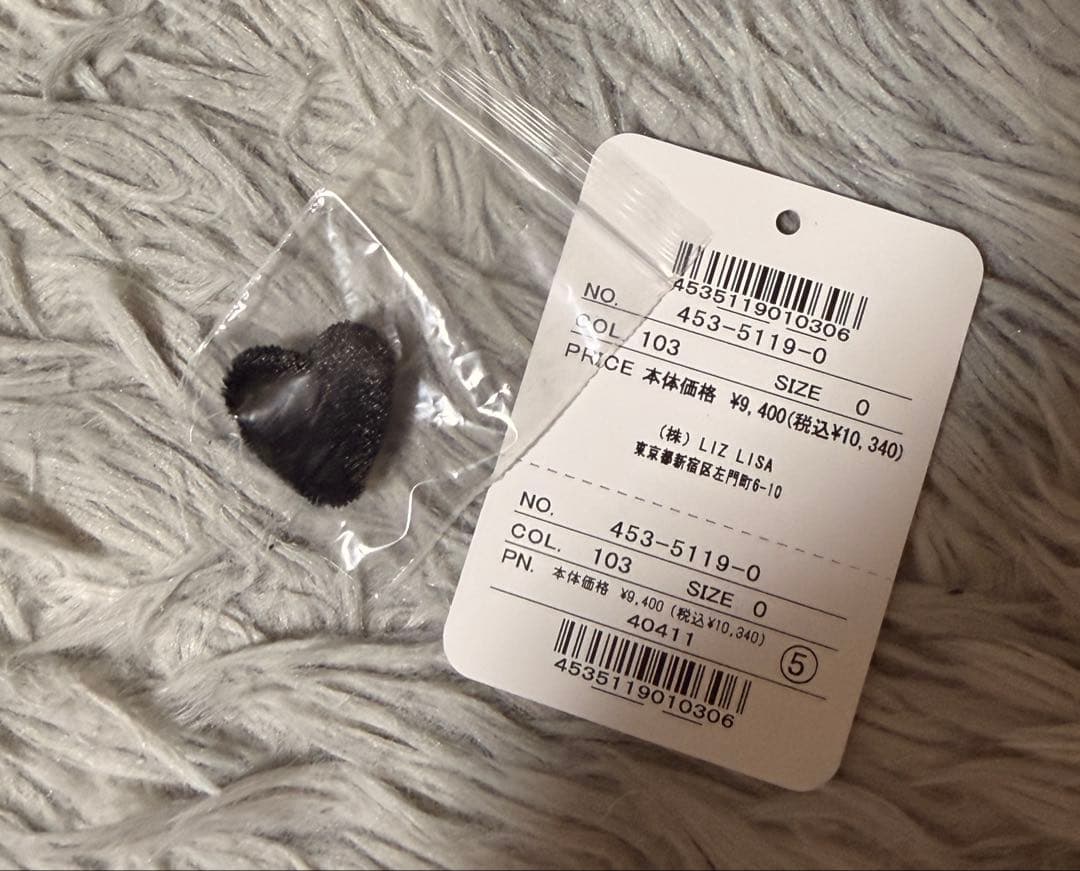 4535119010306
NO. 453-5119-0
COL 103 SIZE 0
PRICE 本体価格 ¥9,400(税込¥10,340)
(株) LIZ LISA
東京都新宿区左門町6-10
NO. 453-5119-0
COL. 103 SIZE 0
PN. 本体価格 ¥9,400 (税込¥10,340)
40411 ⑤
4535119010306